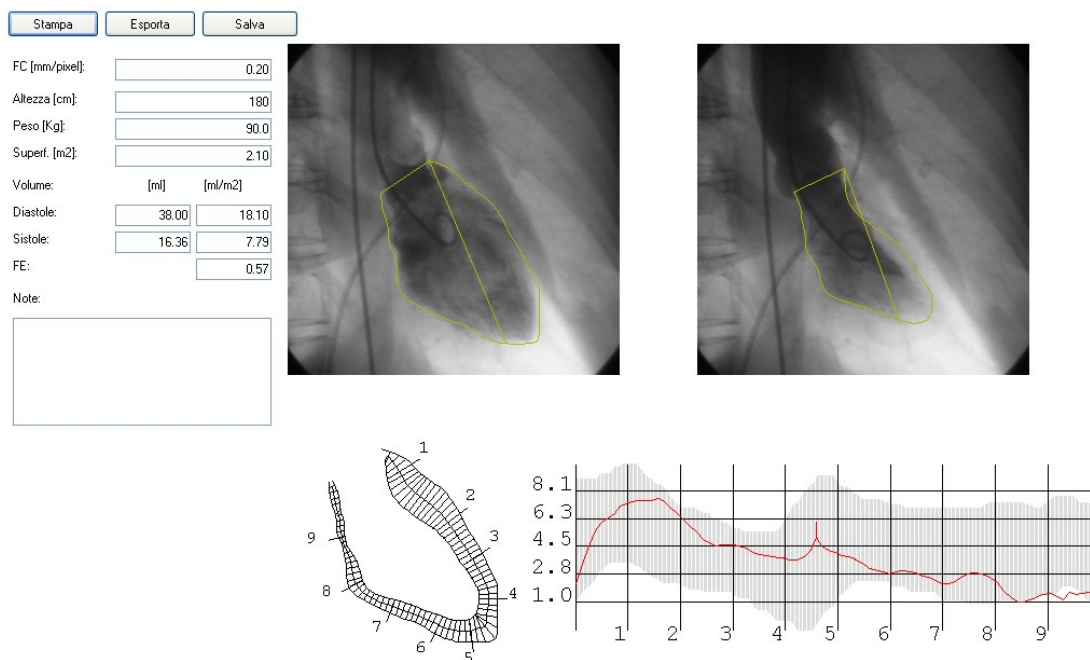 Stampa Esporta Salva
FC [mm/pixel]: 0.20
Altezza [cm]: 180
Peso [Kg]: 90.0
Superf. [m2]: 2.10
Volume: [ml] [ml/m2]
Diastole: 38.00 18.10
Sistole: 16.36 7.79
FE: 0.57
Note:
1
2
3
4
5
6
7
8
9
8.1
6.3
4.5
2.8
1.0
1 2 3 4 5 6 7 8 9